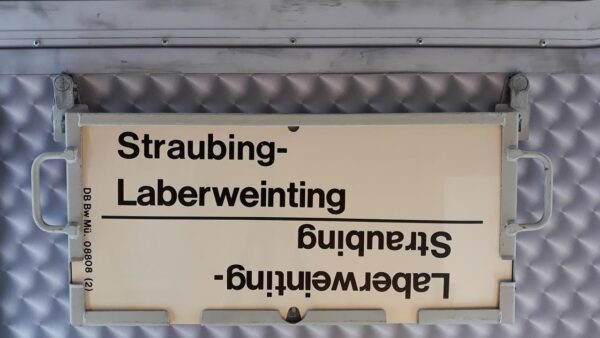 Straubing-
Laberweinting
Laberweinting-
Straubing
DB Bw Mü. 08808 (2)